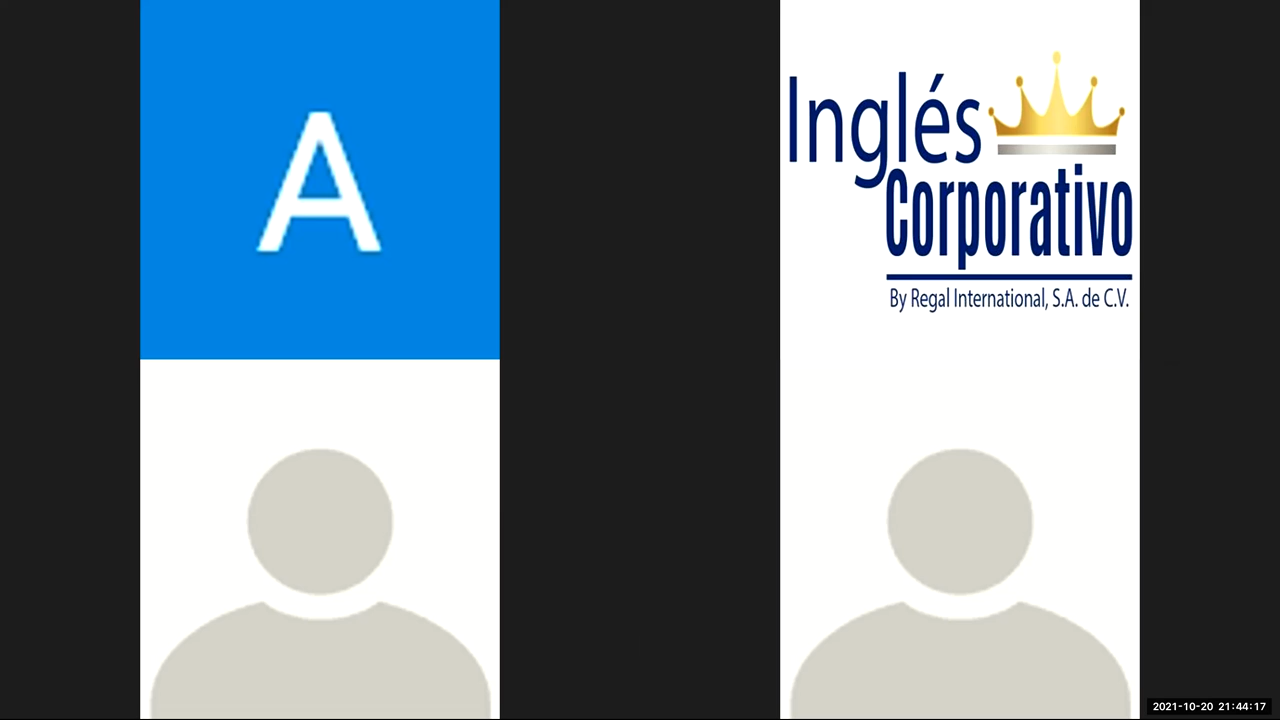 A
Inglés
Corporativo
By Regal International, S.A. de C.V.
2021-10-20 21:44:17